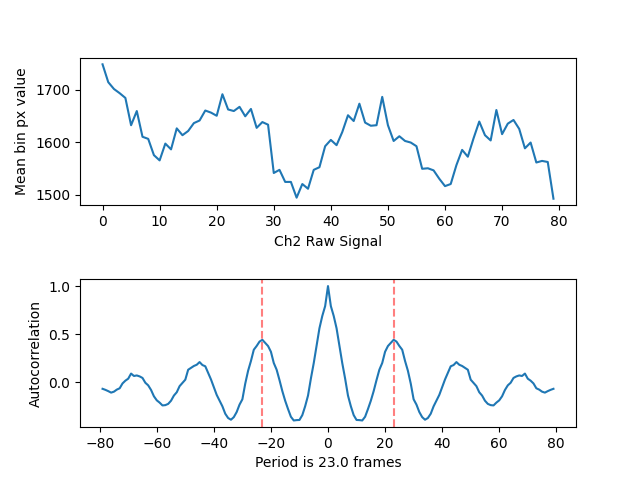 1700
1600
1500
Mean bin px value
0 10 20 30 40 50 60 70 80
Ch2 Raw Signal
1.0
0.5
0.0
Autocorrelation
−80 −60 −40 −20 0 20 40 60 80
Period is 23.0 frames